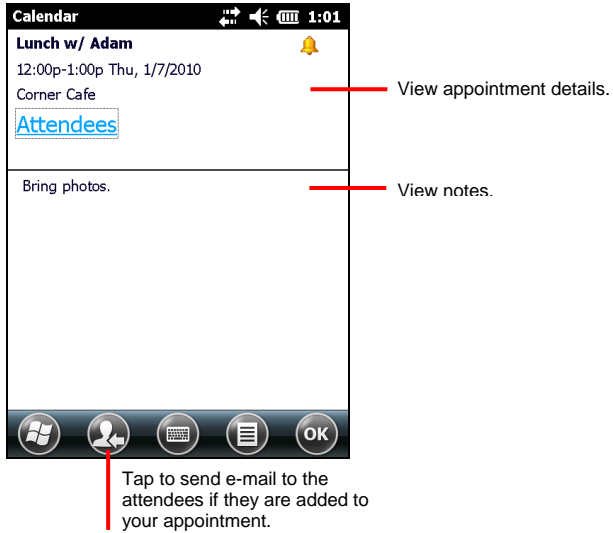 Calendar 1:01
Lunch w/ Adam
12:00p-1:00p Thu, 1/7/2010
Corner Cafe
Attendees
View appointment details.
Bring photos.
View notes.
OK
Tap to send e-mail to the
attendees if they are added to
your appointment.